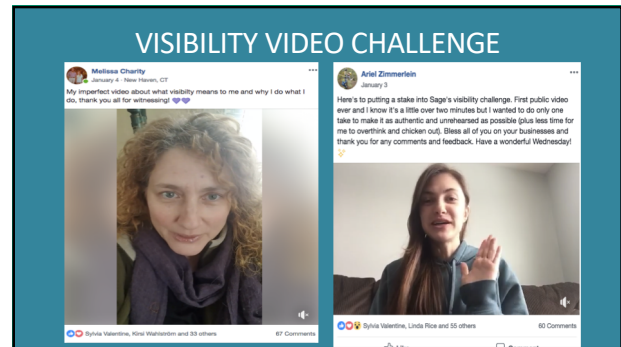 VISIBILITY VIDEO CHALLENGE
Melissa Charity
January 4 · New Haven, CT
My imperfect video about what visibilty means to me and why I do what I
do, thank you all for witnessing! 💜💜
Sylvia Valentine, Kirsi Wahlström and 33 others
67 Comments
Ariel Zimmerlein
January 3
Here's to putting a stake into Sage's visibility challenge. First public video
ever and I know it's a little over two minutes but I wanted to do only one
take to make it as authentic and unrehearsed as possible (plus less time for
me to overthink and chicken out). Bless all of you on your businesses and
thank you for any comments and feedback. Have a wonderful Wednesday!
✨
Sylvia Valentine, Linda Rice and 55 others
60 Comments